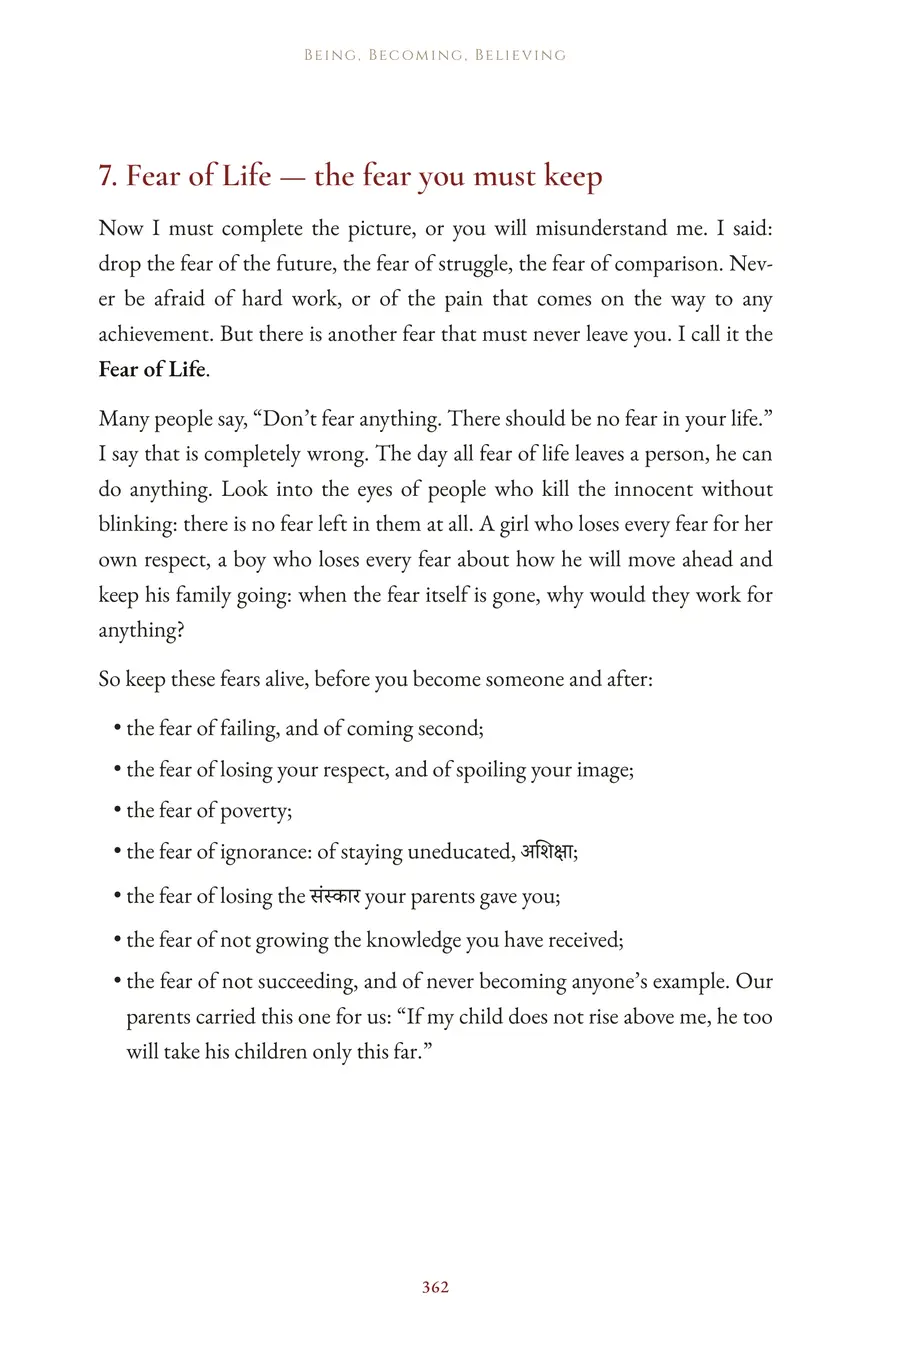 Being, Becoming, Believing
7. Fear of Life — the fear you must keep
Now I must complete the picture, or you will misunderstand me. I said:
drop the fear of the future, the fear of struggle, the fear of comparison. Nev-
er be afraid of hard work, or of the pain that comes on the way to any
achievement. But there is another fear that must never leave you. I call it the
Fear of Life.
Many people say, “Don’t fear anything. There should be no fear in your life.”
I say that is completely wrong. The day all fear of life leaves a person, he can
do anything. Look into the eyes of people who kill the innocent without
blinking: there is no fear left in them at all. A girl who loses every fear for her
own respect, a boy who loses every fear about how he will move ahead and
keep his family going: when the fear itself is gone, why would they work for
anything?
So keep these fears alive, before you become someone and after:
• the fear of failing, and of coming second;
• the fear of losing your respect, and of spoiling your image;
• the fear of poverty;
• the fear of ignorance: of staying uneducated, अशिक्षा;
• the fear of losing the संस्कार your parents gave you;
• the fear of not growing the knowledge you have received;
• the fear of not succeeding, and of never becoming anyone’s example. Our
parents carried this one for us: “If my child does not rise above me, he too
will take his children only this far.”
362